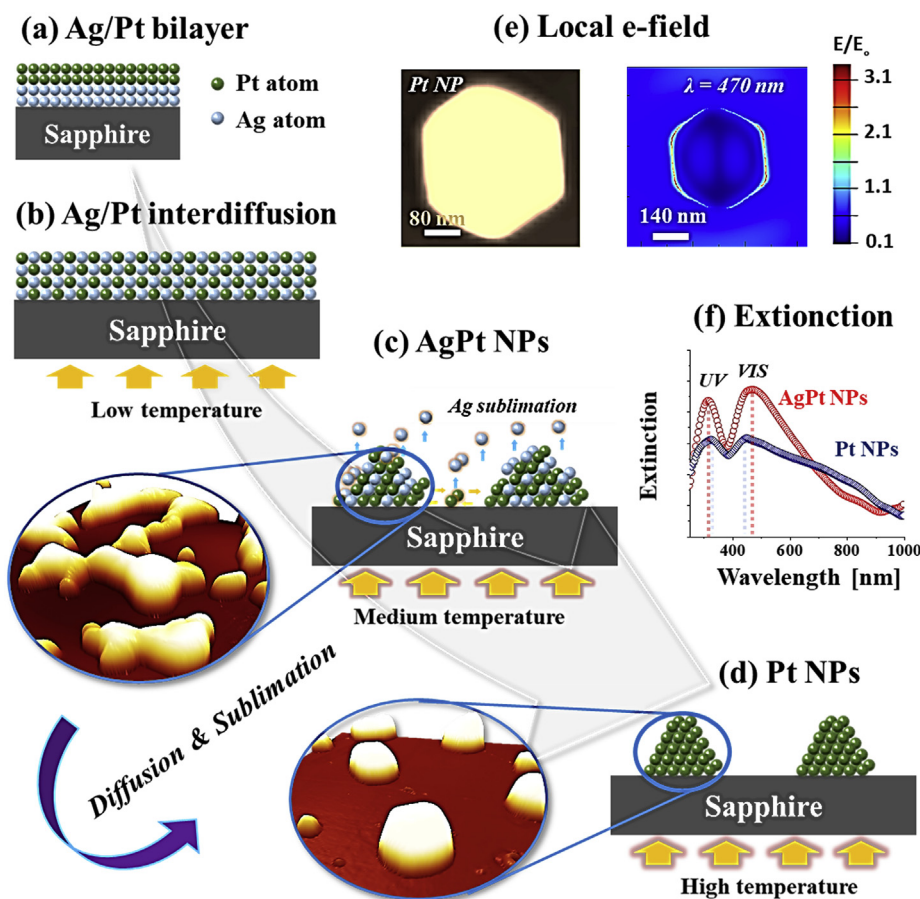 (a) Ag/Pt bilayer
Pt atom
Ag atom
Sapphire
(e) Local e-field
Pt NP
80 nm
λ = 470 nm
140 nm
E/Eₒ
3.1
2.1
1.1
0.1
(b) Ag/Pt interdiffusion
Sapphire
Low temperature
(c) AgPt NPs
Ag sublimation
Sapphire
Medium temperature
(f) Extionction
UV
VIS
AgPt NPs
Pt NPs
Extinction
400 600 800 1000
Wavelength [nm]
Diffusion & Sublimation
(d) Pt NPs
Sapphire
High temperature